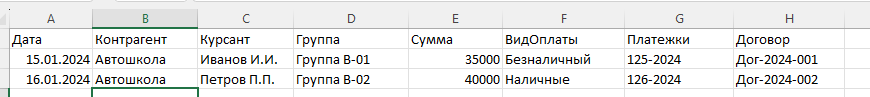 A B C D E F G H
Дата Контрагент Курсант Группа Сумма ВидОплаты Платежки Договор
15.01.2024 Автошкола Иванов И.И. Группа В-01 35000 Безналичный 125-2024 Дог-2024-001
16.01.2024 Автошкола Петров П.П. Группа В-02 40000 Наличные 126-2024 Дог-2024-002